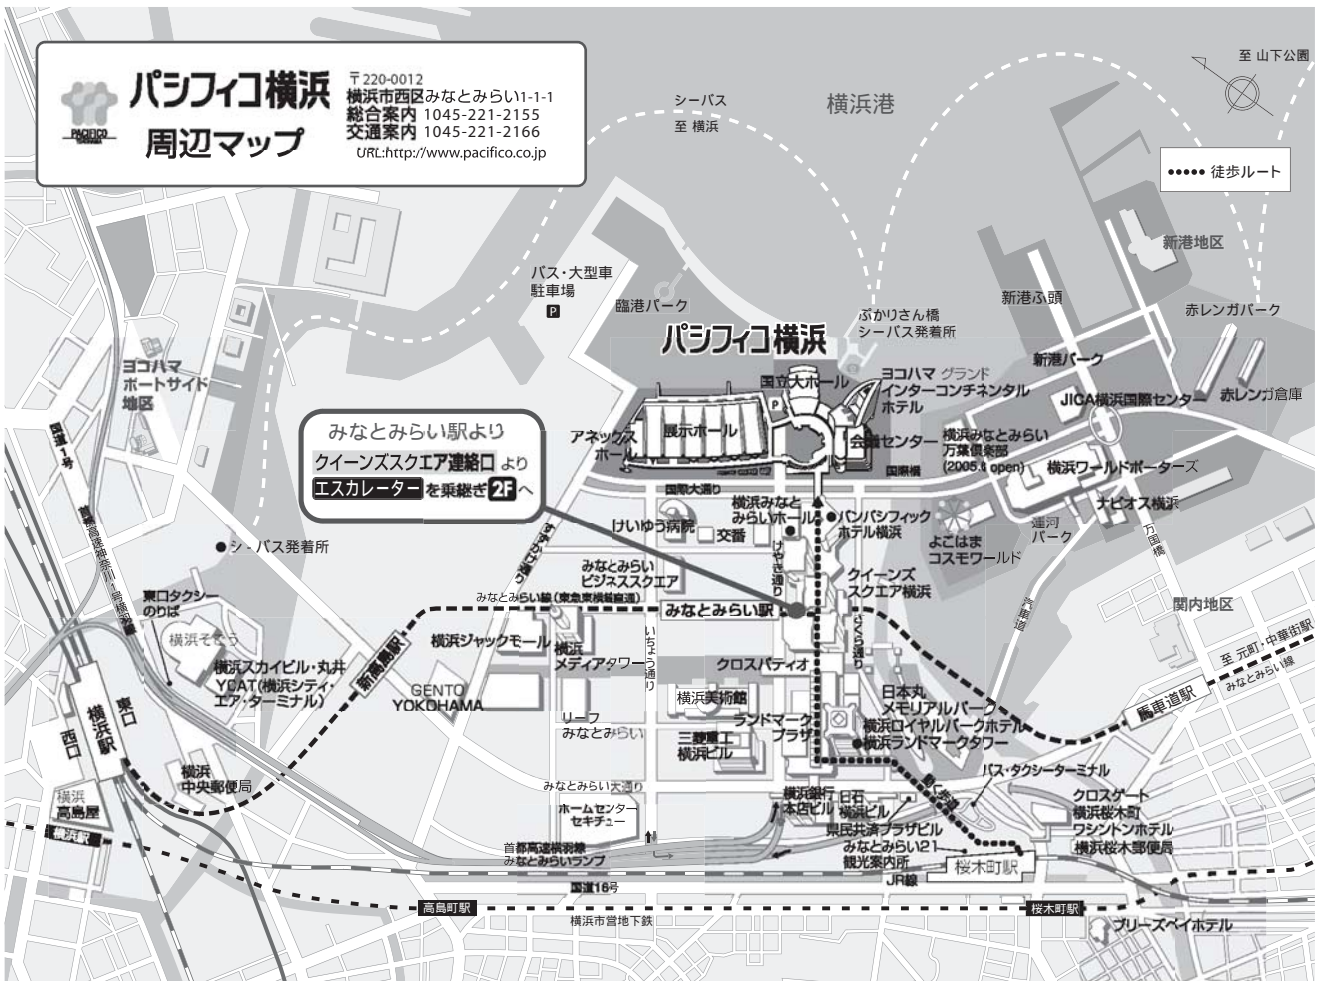 パシフィコ横浜
周辺マップ
PACIFICO
YOKOHAMA
〒220-0012
横浜市西区みなとみらい1-1-1
総合案内 1045-221-2155
交通案内 1045-221-2166
URL:http://www.pacifico.co.jp
シーバス
至 横浜
横浜港
至 山下公園
徒歩ルート
新港地区
バス・大型車
駐車場
P
臨港パーク
パシフィコ横浜
ぷかりさん橋
シーバス発着所
新港ふ頭
赤レンガパーク
新港パーク
ヨコハマ
ポートサイド
地区
国立大ホール
P
ヨコハマ グランド
インターコンチネンタル
ホテル
JICA横浜国際センター
赤レンガ倉庫
国道1号
みなとみらい駅より
クイーンズスクエア連絡口 より
エスカレーター を乗継ぎ 2F へ
アネックス
ホール
展示ホール
会議センター
国際橋
横浜みなとみらい
万葉倶楽部
(2005.6 open)
横浜ワールドポーターズ
ナビオス横浜
国際大通り
横浜みなと
みらいホール
パンパシフィック
ホテル横浜
運河
パーク
万国橋
首都高速神奈川1号横羽線
シーバス発着所
すずかけ通り
けいゆう病院
交番
けやき通り
よこはま
コスモワールド
みなとみらい
ビジネススクエア
クイーンズ
スクエア横浜
汽車道
関内地区
東口タクシー
のりば
みなとみらい線(東急東横線直通)
みなとみらい駅
さくら通り
至 元町・中華街駅
みなとみらい線
横浜そごう
横浜スカイビル・丸井
YCAT(横浜シティ・
エア・ターミナル)
新高島駅
横浜ジャックモール
横浜
メディアタワー
いちょう通り
クロスパティオ
GENTO
YOKOHAMA
横浜美術館
日本丸
メモリアルパーク
馬車道駅
東口
横浜駅
西口
リーフ
みなとみらい
三菱重工
横浜ビル
ランドマーク
プラザ
横浜ロイヤルパークホテル
横浜ランドマークタワー
横浜
中央郵便局
みなとみらい大通り
動く歩道
バス・タクシーターミナル
横浜
高島屋
ホームセンター
セキチュー
横浜銀行
本店ビル
日石
横浜ビル
県民共済プラザビル
みなとみらい21
観光案内所
クロスゲート
横浜桜木町
ワシントンホテル
横浜桜木郵便局
横浜駅
首都高速横羽線
みなとみらいランプ
桜木町駅
JR線
国道16号
高島町駅
横浜市営地下鉄
桜木町駅
ブリーズベイホテル